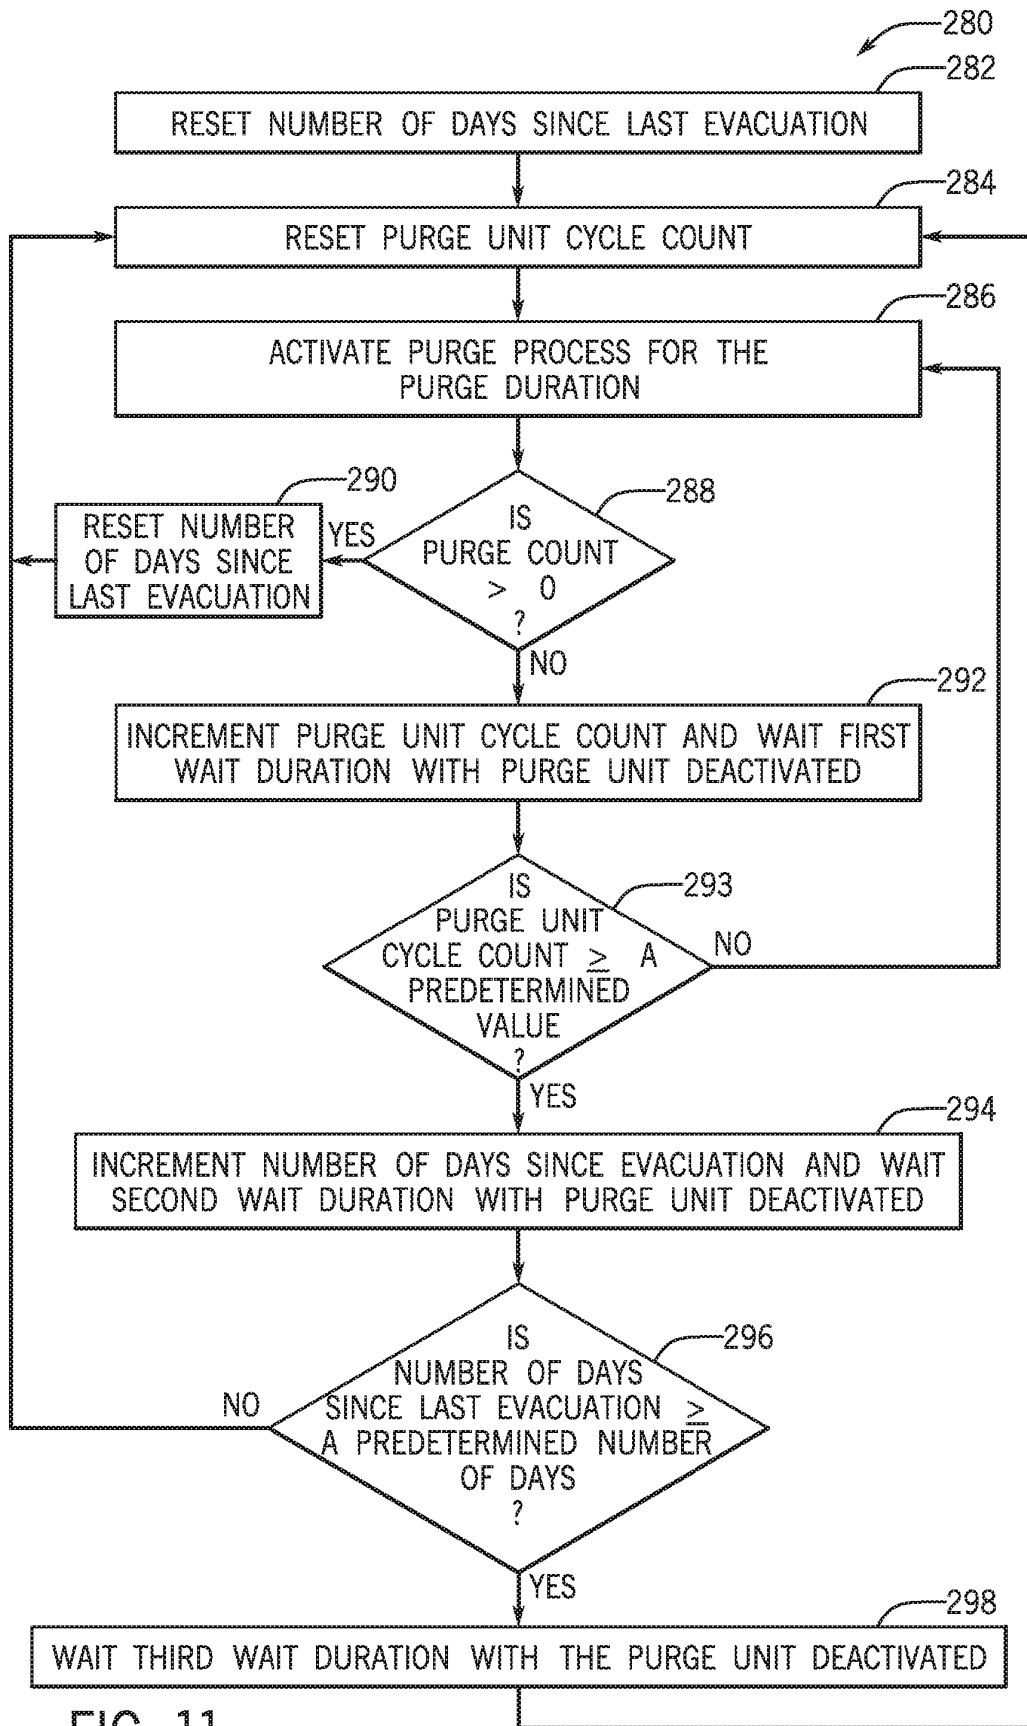 280
282
RESET NUMBER OF DAYS SINCE LAST EVACUATION
284
RESET PURGE UNIT CYCLE COUNT
286
ACTIVATE PURGE PROCESS FOR THE
PURGE DURATION
290
288
RESET NUMBER
OF DAYS SINCE
LAST EVACUATION
YES
IS
PURGE COUNT
> 0
?
NO
292
INCREMENT PURGE UNIT CYCLE COUNT AND WAIT FIRST
WAIT DURATION WITH PURGE UNIT DEACTIVATED
293
IS
PURGE UNIT
CYCLE COUNT ≥ A
PREDETERMINED
VALUE
?
NO
YES
294
INCREMENT NUMBER OF DAYS SINCE EVACUATION AND WAIT
SECOND WAIT DURATION WITH PURGE UNIT DEACTIVATED
296
IS
NUMBER OF DAYS
SINCE LAST EVACUATION ≥
A PREDETERMINED NUMBER
OF DAYS
?
NO
YES
298
WAIT THIRD WAIT DURATION WITH THE PURGE UNIT DEACTIVATED
FIG. 11